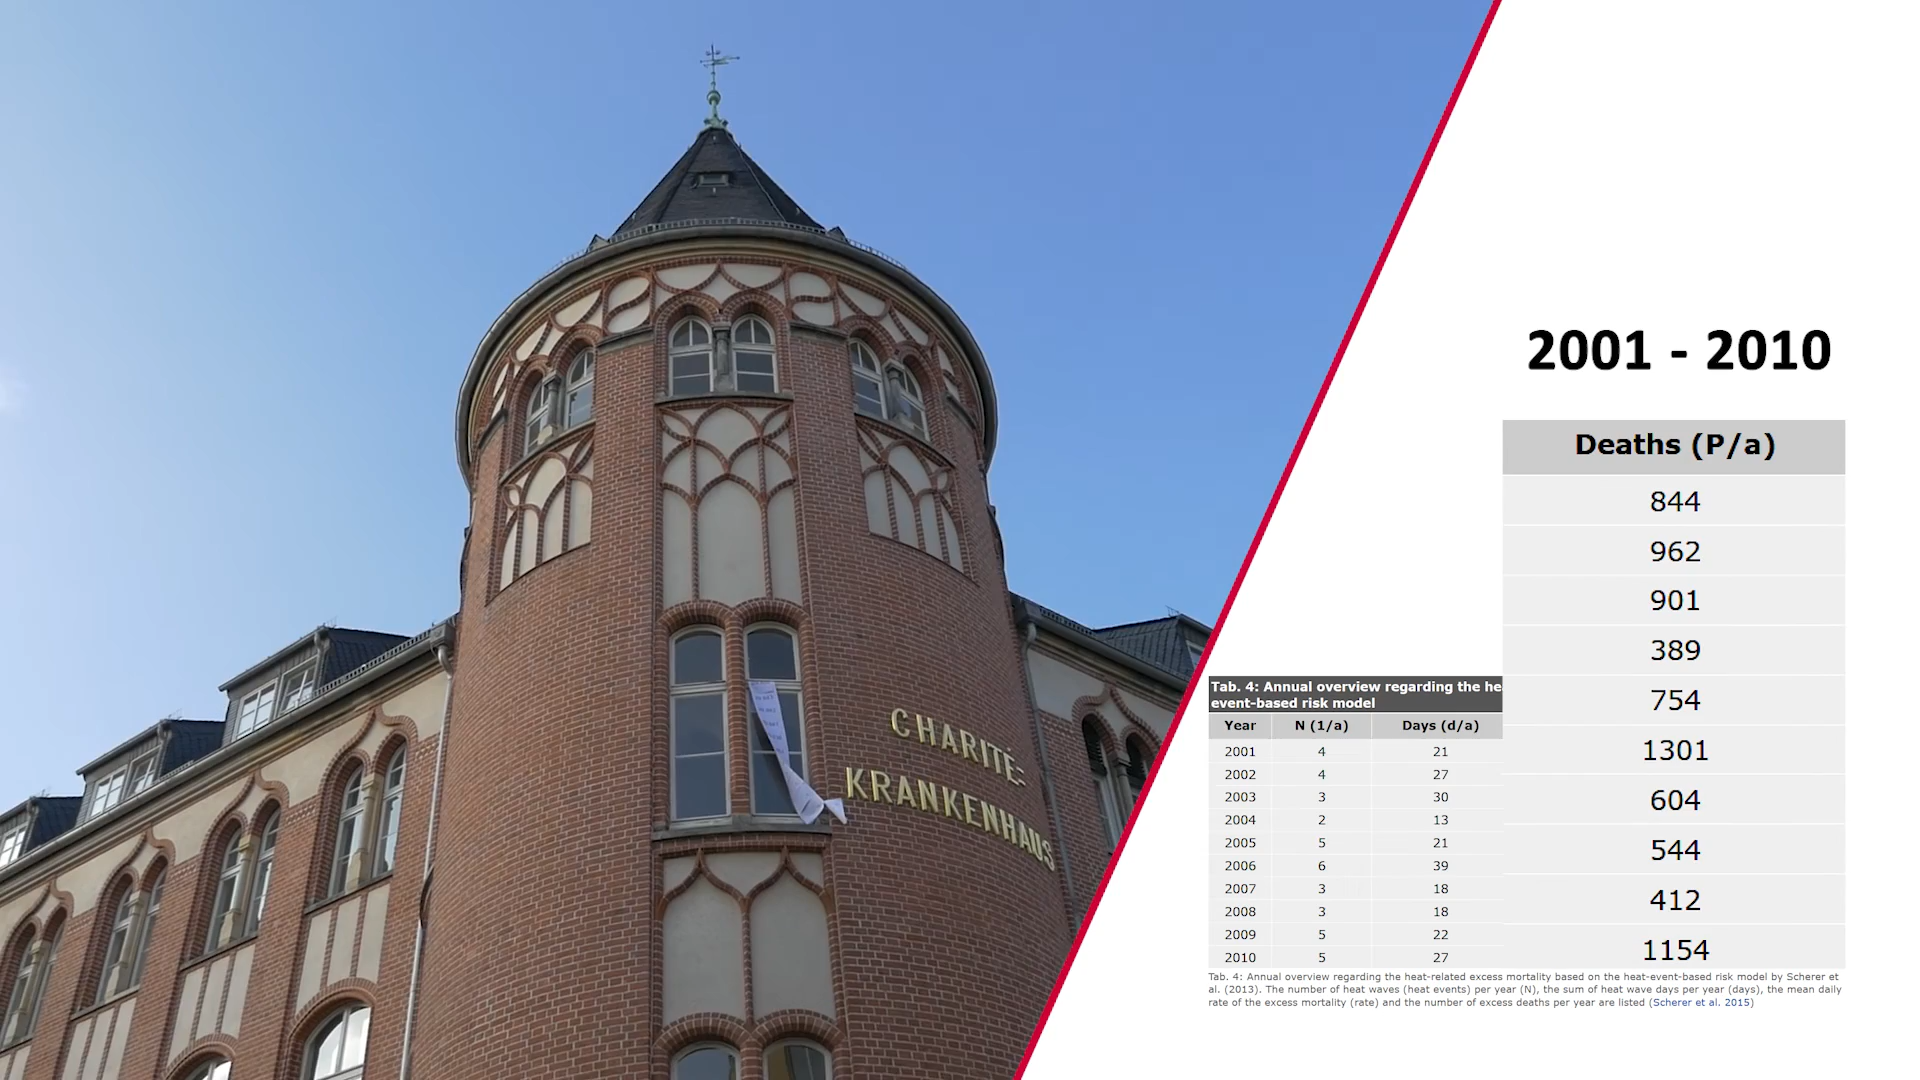 CHARITÉ-
KRANKENHAUS
2001 - 2010
Deaths (P/a)
844
962
901
389
754
1301
604
544
412
1154
Tab. 4: Annual overview regarding the he
event-based risk model
Year N (1/a) Days (d/a)
2001 4 21
2002 4 27
2003 3 30
2004 2 13
2005 5 21
2006 6 39
2007 3 18
2008 3 18
2009 5 22
2010 5 27
Tab. 4: Annual overview regarding the heat-related excess mortality based on the heat-event-based risk model by Scherer et
al. (2013). The number of heat waves (heat events) per year (N), the sum of heat wave days per year (days), the mean daily
rate of the excess mortality (rate) and the number of excess deaths per year are listed (Scherer et al. 2015)